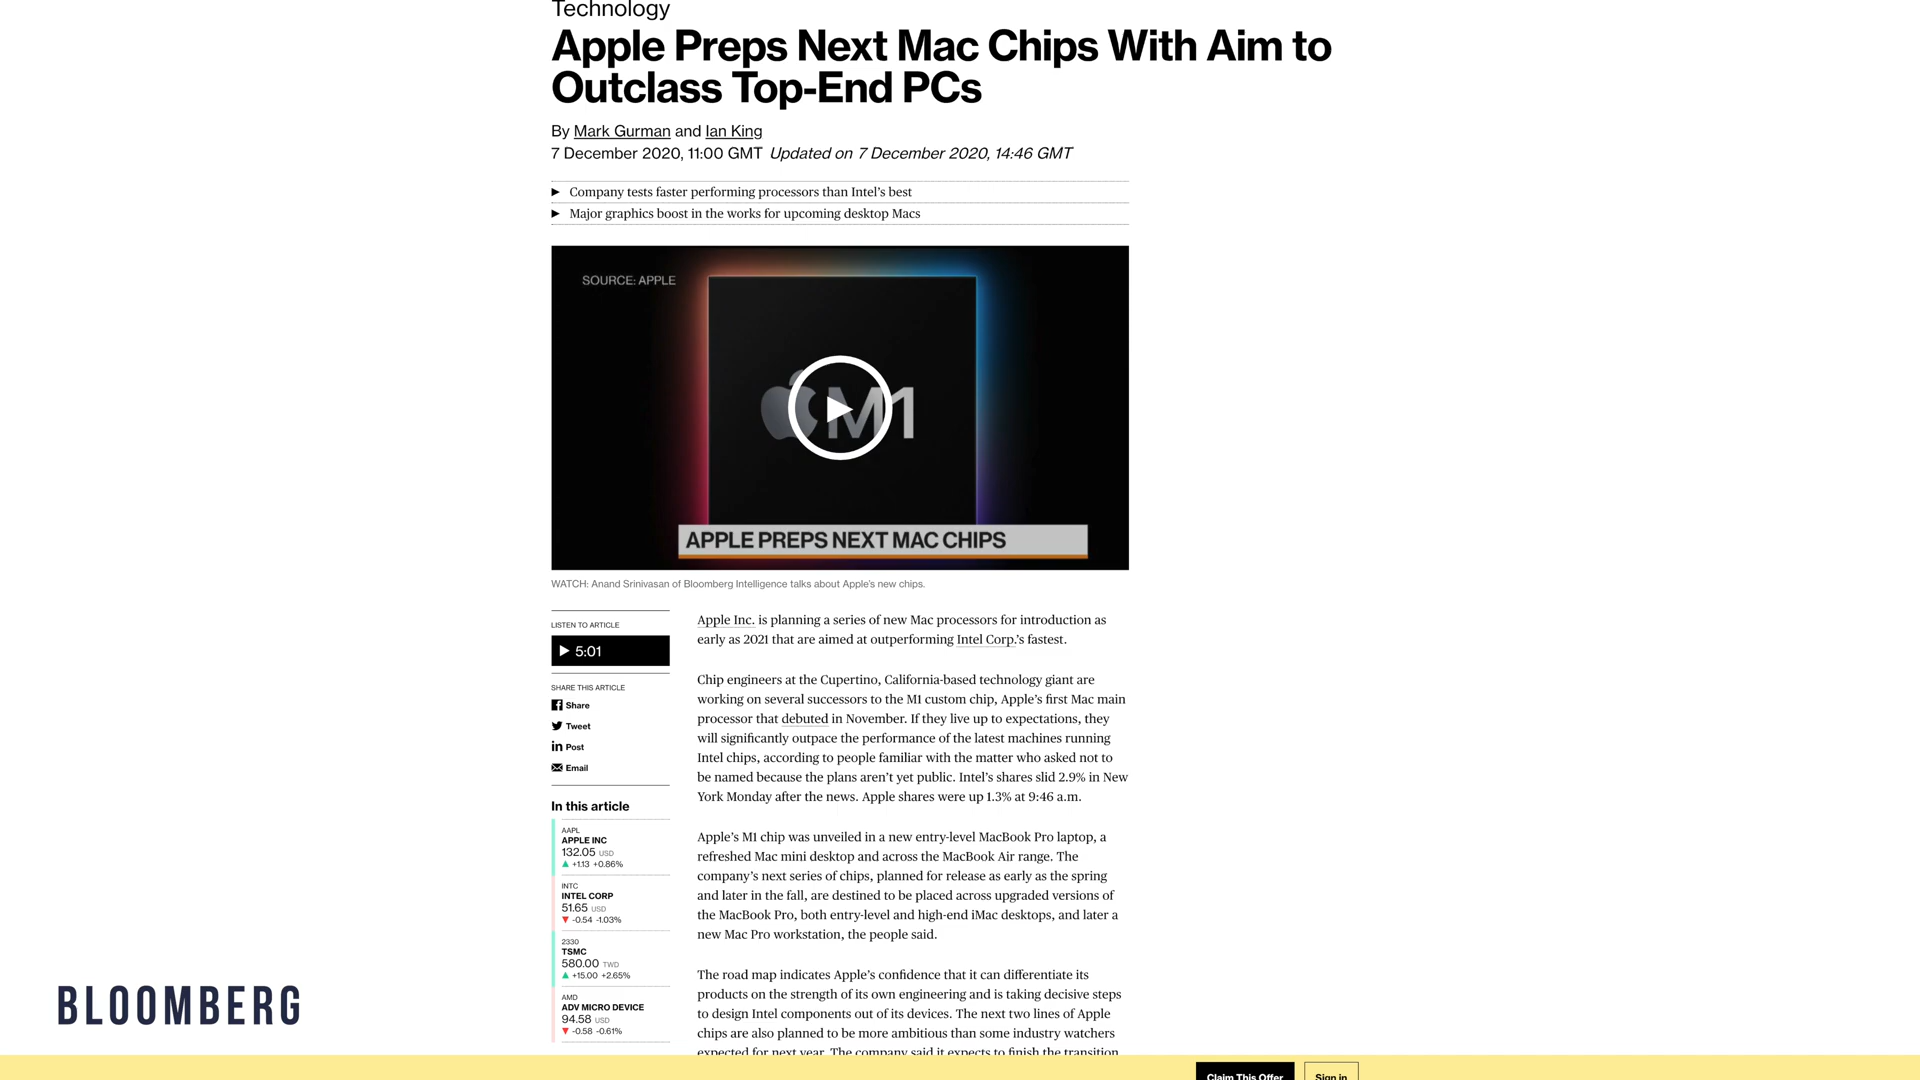 Technology
Apple Preps Next Mac Chips With Aim to
Outclass Top-End PCs
By Mark Gurman and Ian King
7 December 2020, 11:00 GMT Updated on 7 December 2020, 14:46 GMT
Company tests faster performing processors than Intel's best
Major graphics boost in the works for upcoming desktop Macs
SOURCE: APPLE
M1
APPLE PREPS NEXT MAC CHIPS
WATCH: Anand Srinivasan of Bloomberg Intelligence talks about Apple's new chips.
LISTEN TO ARTICLE
5:01
SHARE THIS ARTICLE
Share
Tweet
Post
Email
In this article
AAPL
APPLE INC
132.05 USD
+1.13 +0.86%
INTC
INTEL CORP
51.65 USD
-0.54 -1.03%
2330
TSMC
580.00 TWD
+15.00 +2.65%
AMD
ADV MICRO DEVICE
94.58 USD
-0.58 -0.61%
Apple Inc. is planning a series of new Mac processors for introduction as
early as 2021 that are aimed at outperforming Intel Corp.'s fastest.
Chip engineers at the Cupertino, California-based technology giant are
working on several successors to the M1 custom chip, Apple's first Mac main
processor that debuted in November. If they live up to expectations, they
will significantly outpace the performance of the latest machines running
Intel chips, according to people familiar with the matter who asked not to
be named because the plans aren't yet public. Intel's shares slid 2.9% in New
York Monday after the news. Apple shares were up 1.3% at 9:46 a.m.
Apple's M1 chip was unveiled in a new entry-level MacBook Pro laptop, a
refreshed Mac mini desktop and across the MacBook Air range. The
company's next series of chips, planned for release as early as the spring
and later in the fall, are destined to be placed across upgraded versions of
the MacBook Pro, both entry-level and high-end iMac desktops, and later a
new Mac Pro workstation, the people said.
The road map indicates Apple's confidence that it can differentiate its
products on the strength of its own engineering and is taking decisive steps
to design Intel components out of its devices. The next two lines of Apple
chips are also planned to be more ambitious than some industry watchers
expected for next year. The company said it expects to finish the transition
BLOOMBERG
Claim This Offer
Sign in